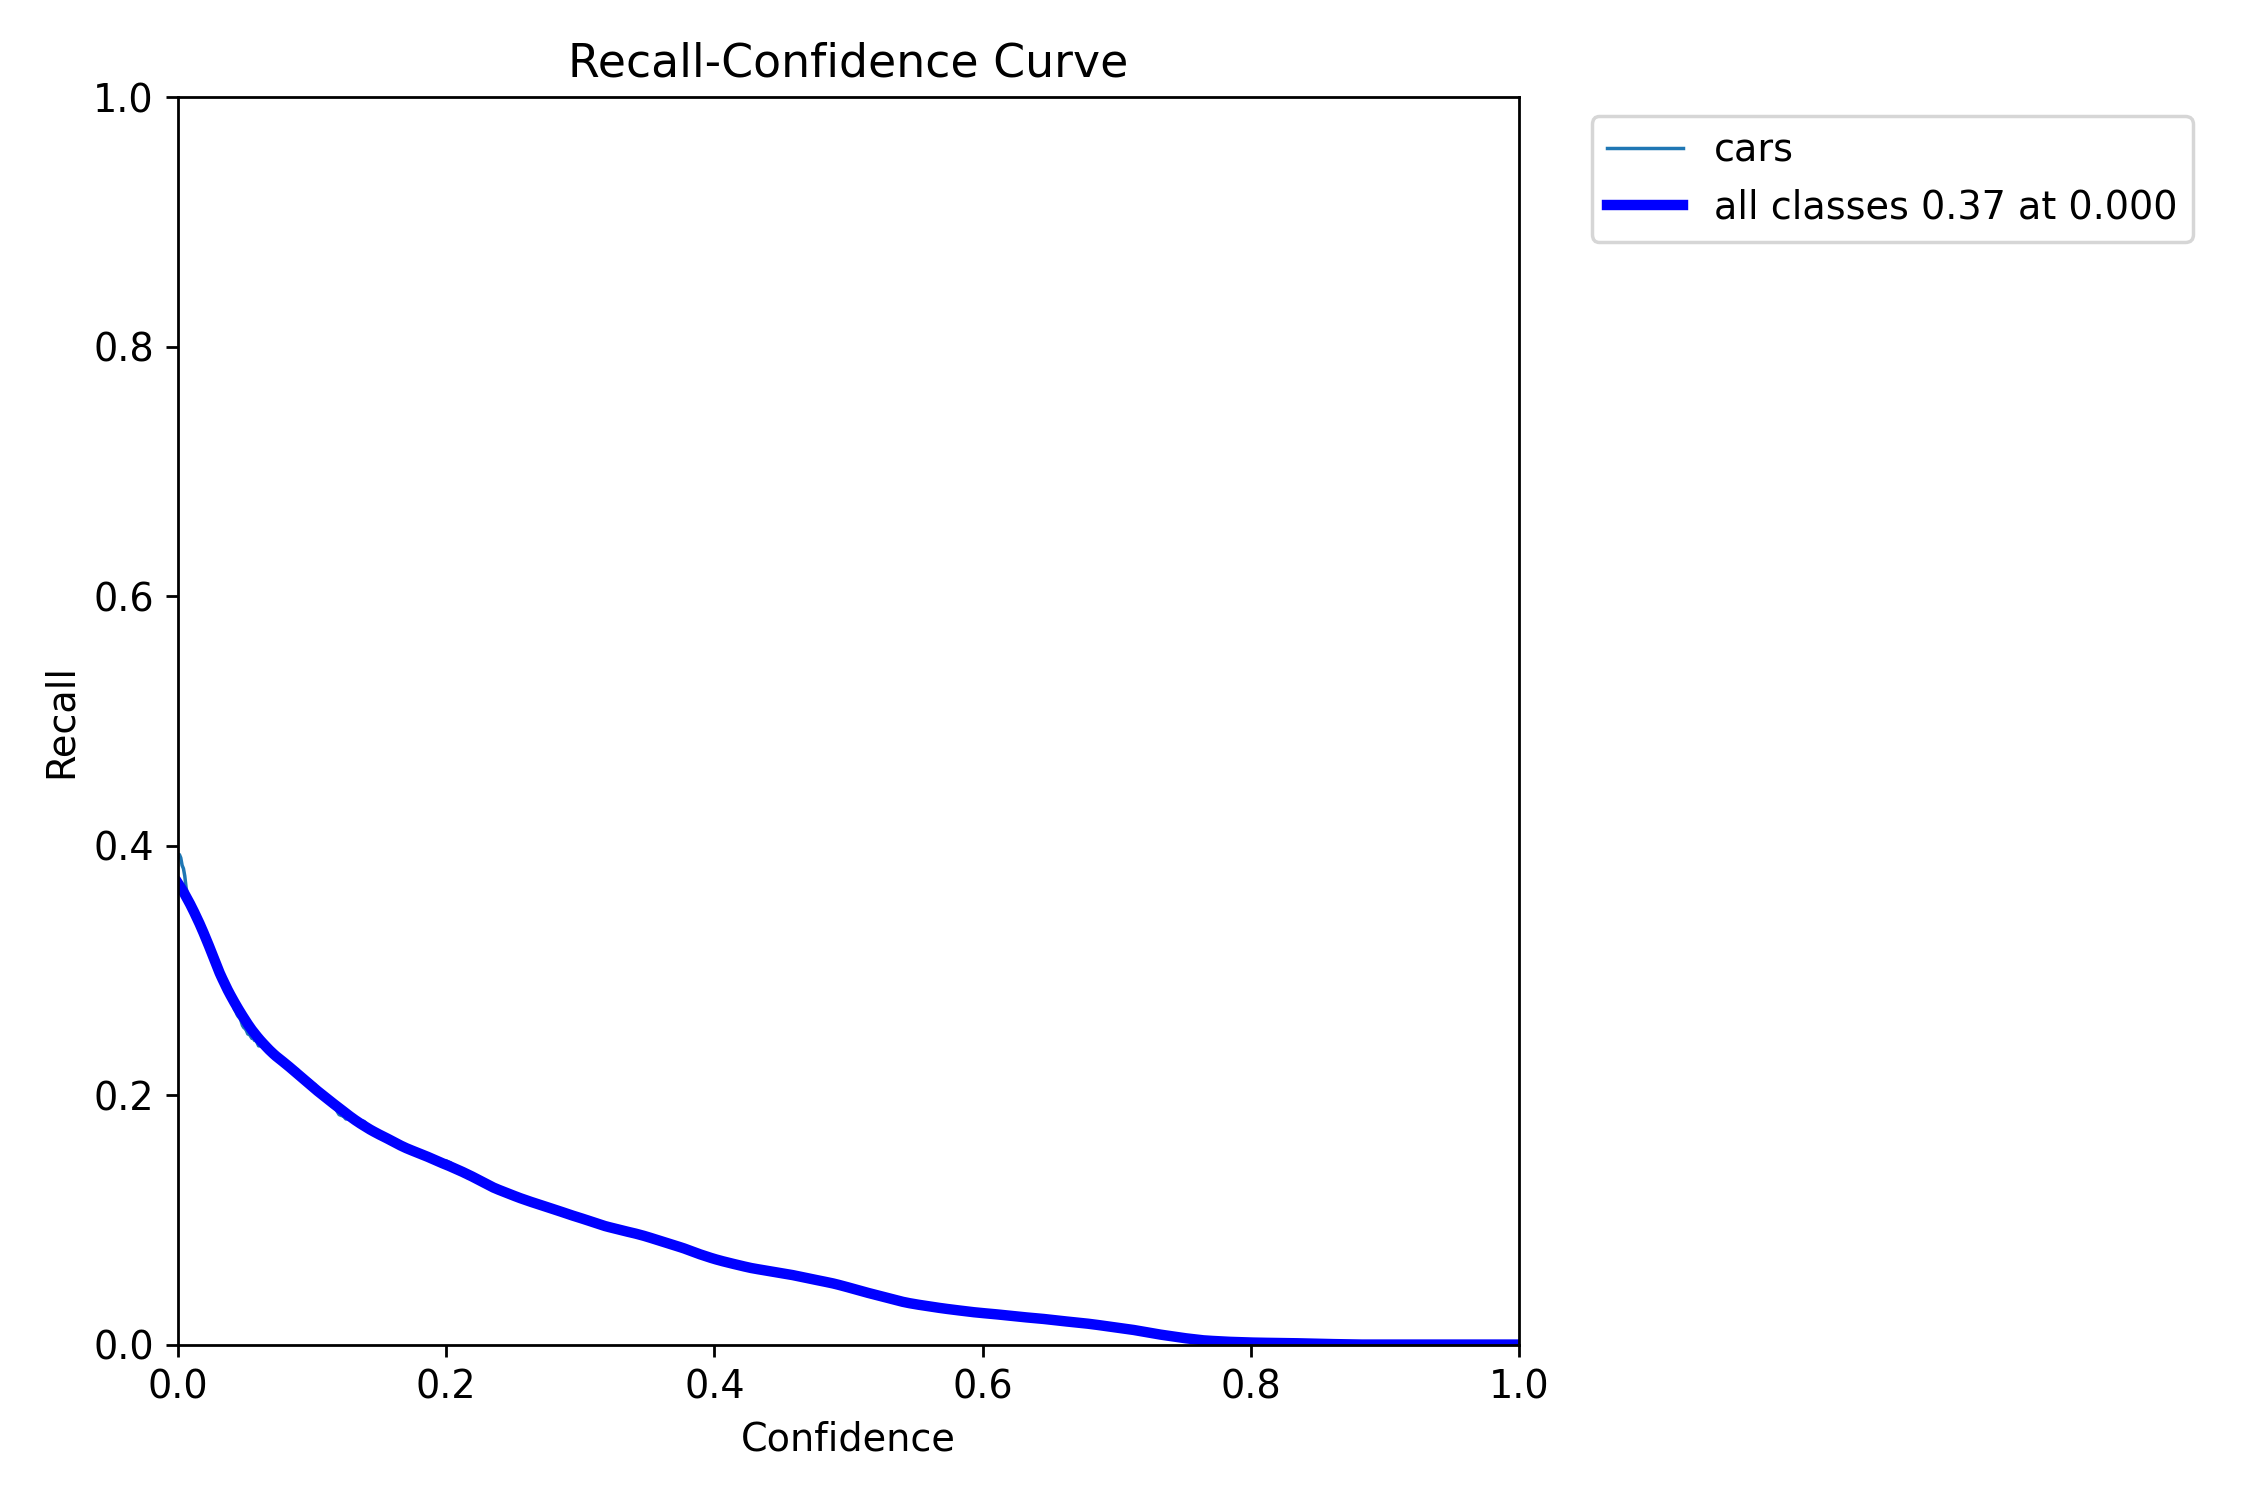 Recall-Confidence Curve
cars
all classes 0.37 at 0.000
1.0
0.8
0.6
0.4
0.2
0.0
Recall
0.0 0.2 0.4 0.6 0.8 1.0
Confidence